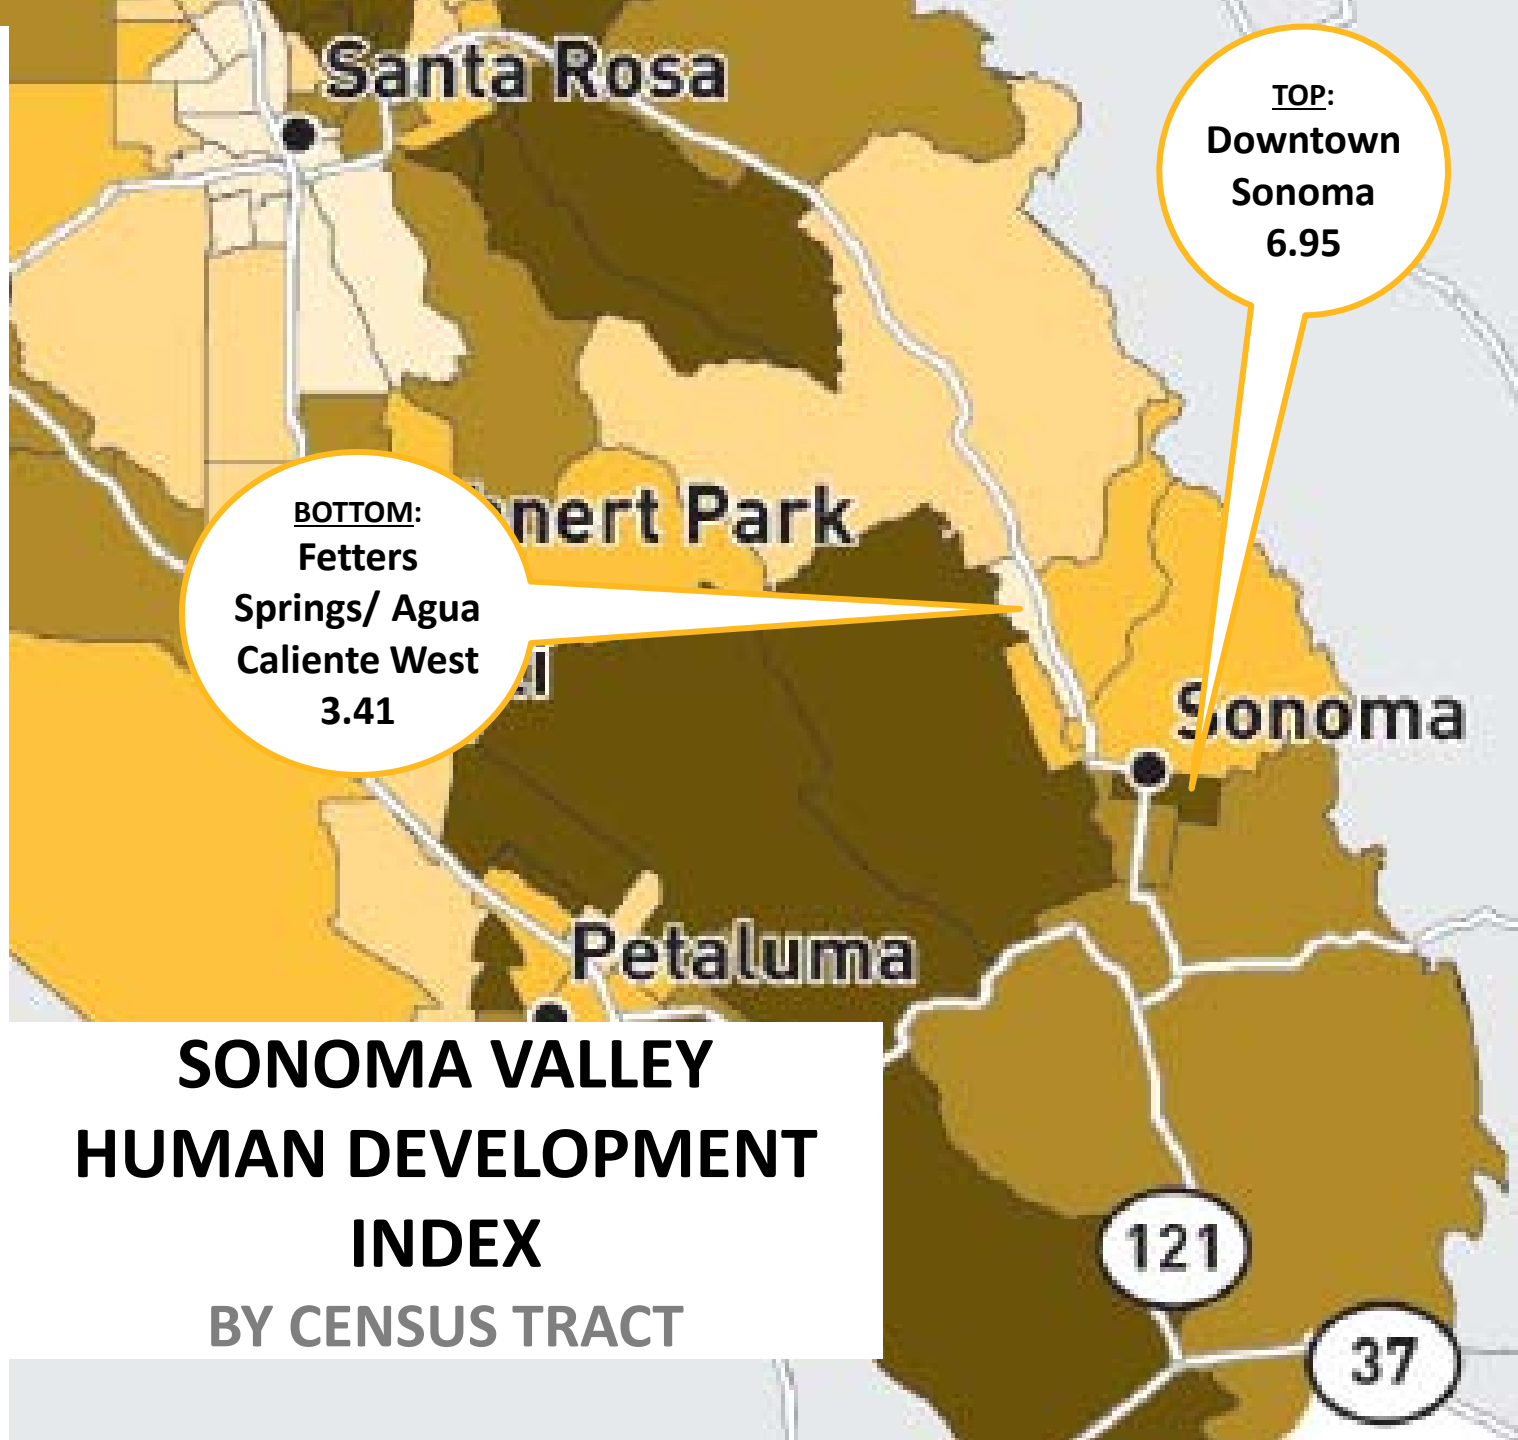 Santa Rosa
TOP:
Downtown
Sonoma
6.95
BOTTOM:
Fetters
Springs/ Agua
Caliente West
3.41
nert Park
Sonoma
Petaluma
SONOMA VALLEY
HUMAN DEVELOPMENT
INDEX
BY CENSUS TRACT
121
37